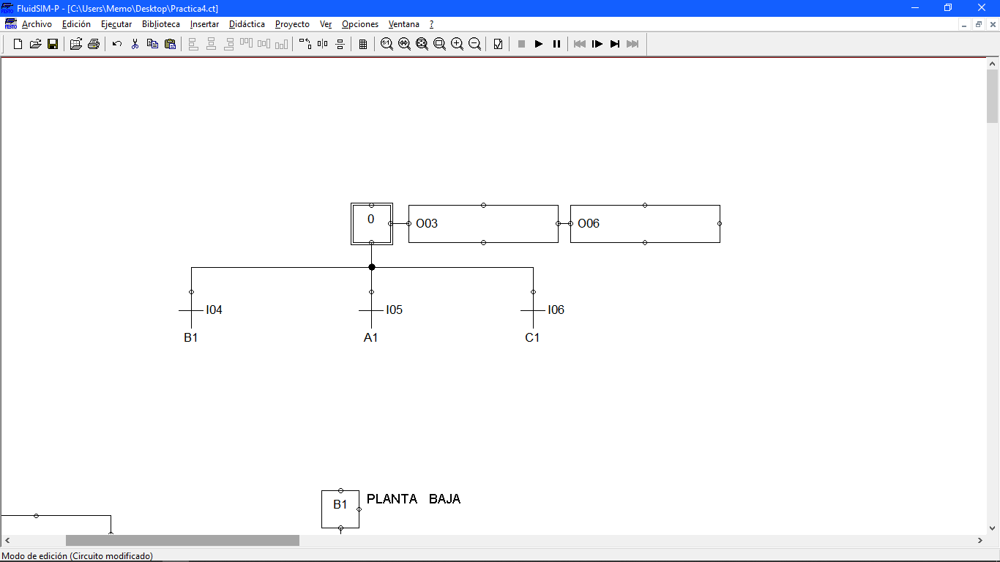 FluidSIM-P - [C:\Users\Memo\Desktop\Practica4.ct]
FESTO Archivo Edición Ejecutar Biblioteca Insertar Didáctica Proyecto Ver Opciones Ventana ?
0 O03 O06
I04 I05 I06
B1 A1 C1
B1 PLANTA BAJA
Modo de edición (Circuito modificado)